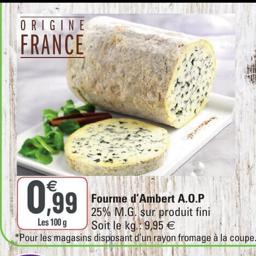 ORIGINE
FRANCE
0,€99
Les 100 g
Fourme d'Ambert A.O.P
25% M.G. sur produit fini
Soit le kg.: 9,95 €
*Pour les magasins disposant d'un rayon fromage à la coupe.